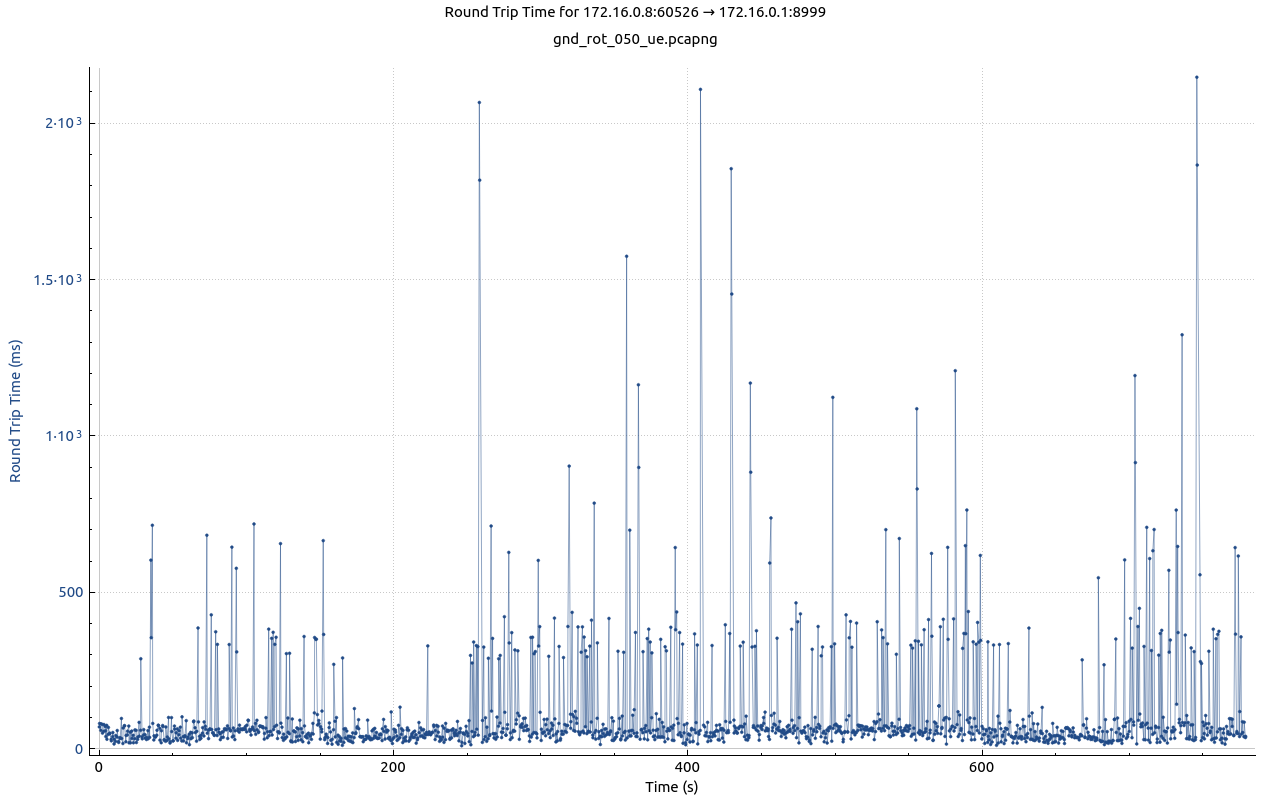 Round Trip Time for 172.16.0.8:60526 → 172.16.0.1:8999
gnd_rot_050_ue.pcapng
2·10³
1.5·10³
1·10³
500
0
Round Trip Time (ms)
0 200 400 600
Time (s)